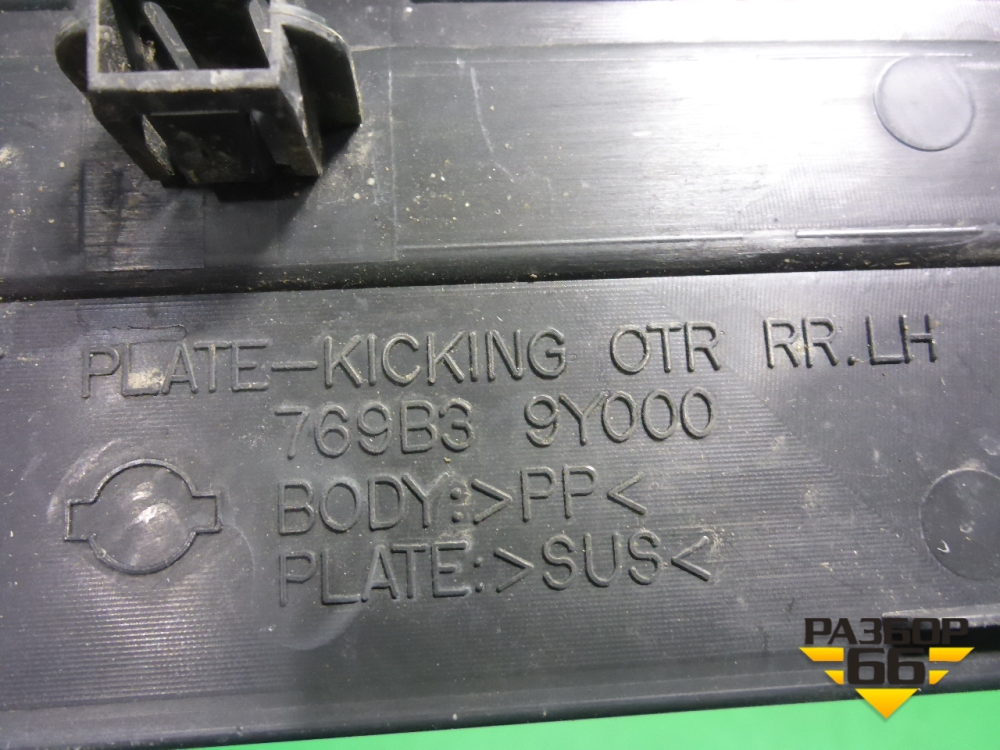 PLATE-KICKING OTR RR.LH
769B3 9Y000
BODY:>PP<
PLATE:>SUS<
РАЗБОР
66